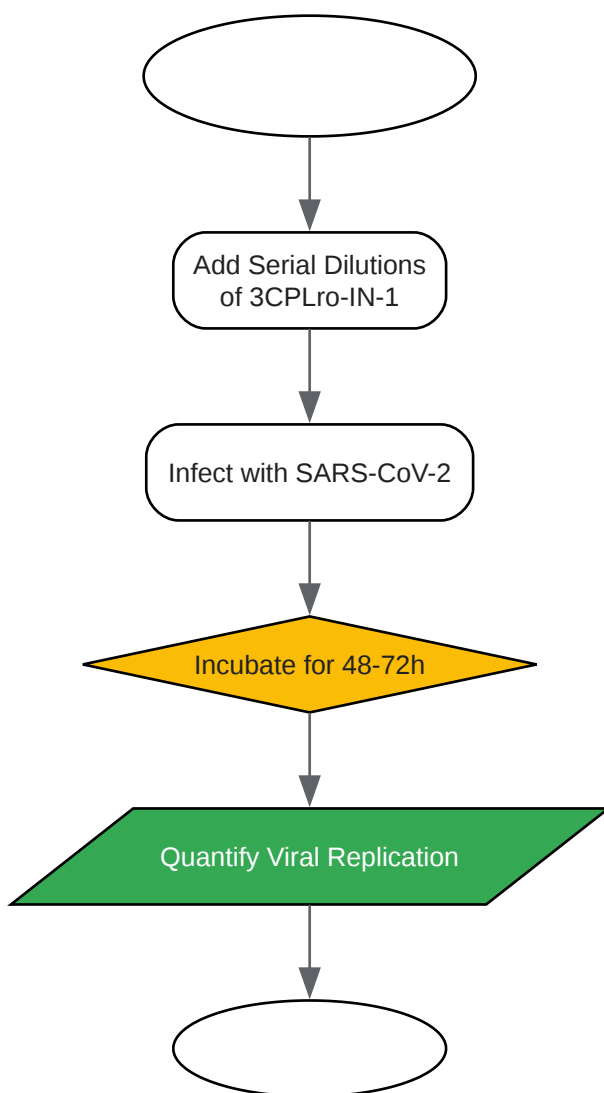 Add Serial Dilutions
of 3CPLro-IN-1
Infect with SARS-CoV-2
Incubate for 48-72h
Quantify Viral Replication